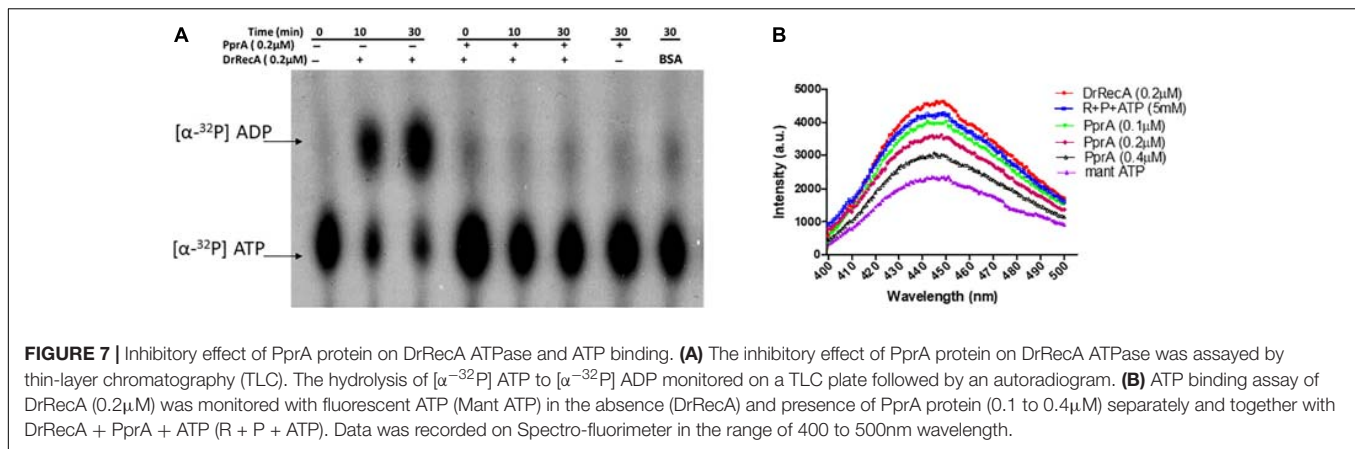 A
Time (min) 0 10 30 0 10 30 30 30
PprA ( 0.2μM) – – – + + + +
DrRecA ( 0.2μM) – + + + + + – BSA
[α-³²P] ADP
[α-³²P] ATP
B
5000
4000
3000
2000
1000
0
Intensity (a.u.)
400 410 420 430 440 450 460 470 480 490 500
Wavelength (nm)
DrRecA (0.2μM)
R+P+ATP (5mM)
PprA (0.1μM)
PprA (0.2μM)
PprA (0.4μM)
mant ATP
FIGURE 7 | Inhibitory effect of PprA protein on DrRecA ATPase and ATP binding. (A) The inhibitory effect of PprA protein on DrRecA ATPase was assayed by
thin-layer chromatography (TLC). The hydrolysis of [α⁻³²P] ATP to [α⁻³²P] ADP monitored on a TLC plate followed by an autoradiogram. (B) ATP binding assay of
DrRecA (0.2μM) was monitored with fluorescent ATP (Mant ATP) in the absence (DrRecA) and presence of PprA protein (0.1 to 0.4μM) separately and together with
DrRecA + PprA + ATP (R + P + ATP). Data was recorded on Spectro-fluorimeter in the range of 400 to 500nm wavelength.